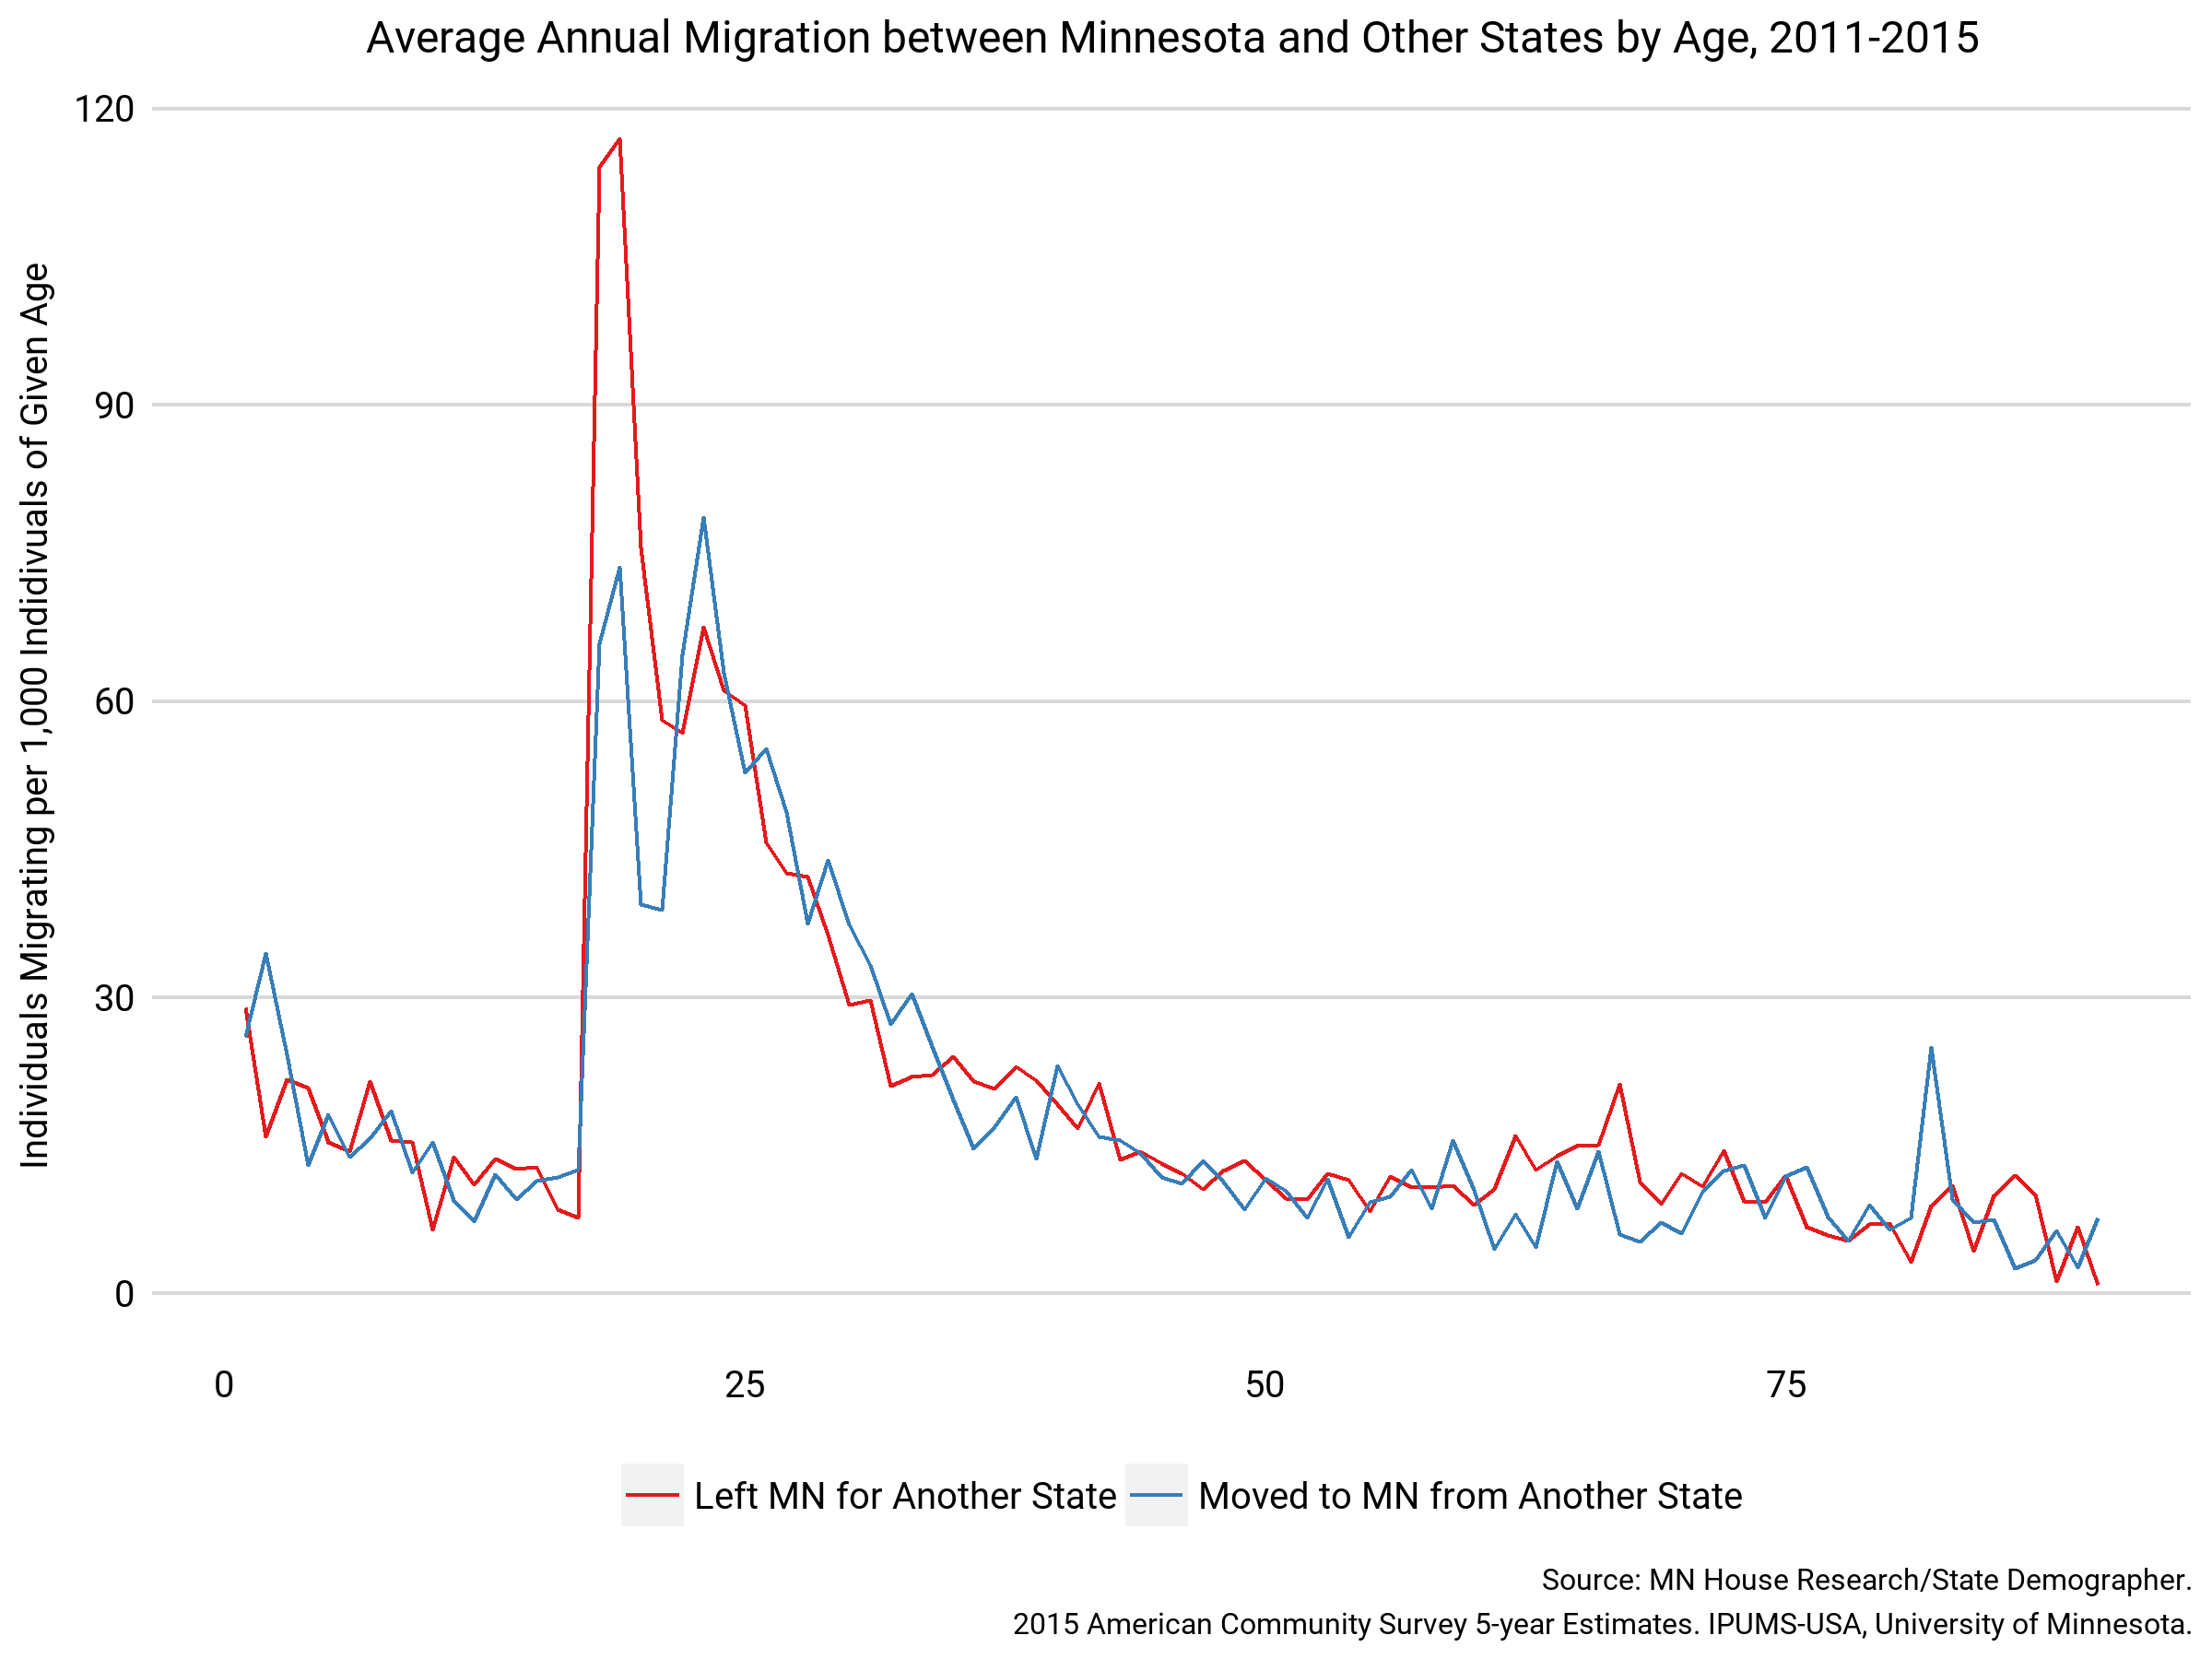 Average Annual Migration between Minnesota and Other States by Age, 2011-2015
Individuals Migrating per 1,000 Indidivuals of Given Age
120
90
60
30
0
0
25
50
75
Left MN for Another State
Moved to MN from Another State
Source: MN House Research/State Demographer.
2015 American Community Survey 5-year Estimates. IPUMS-USA, University of Minnesota.